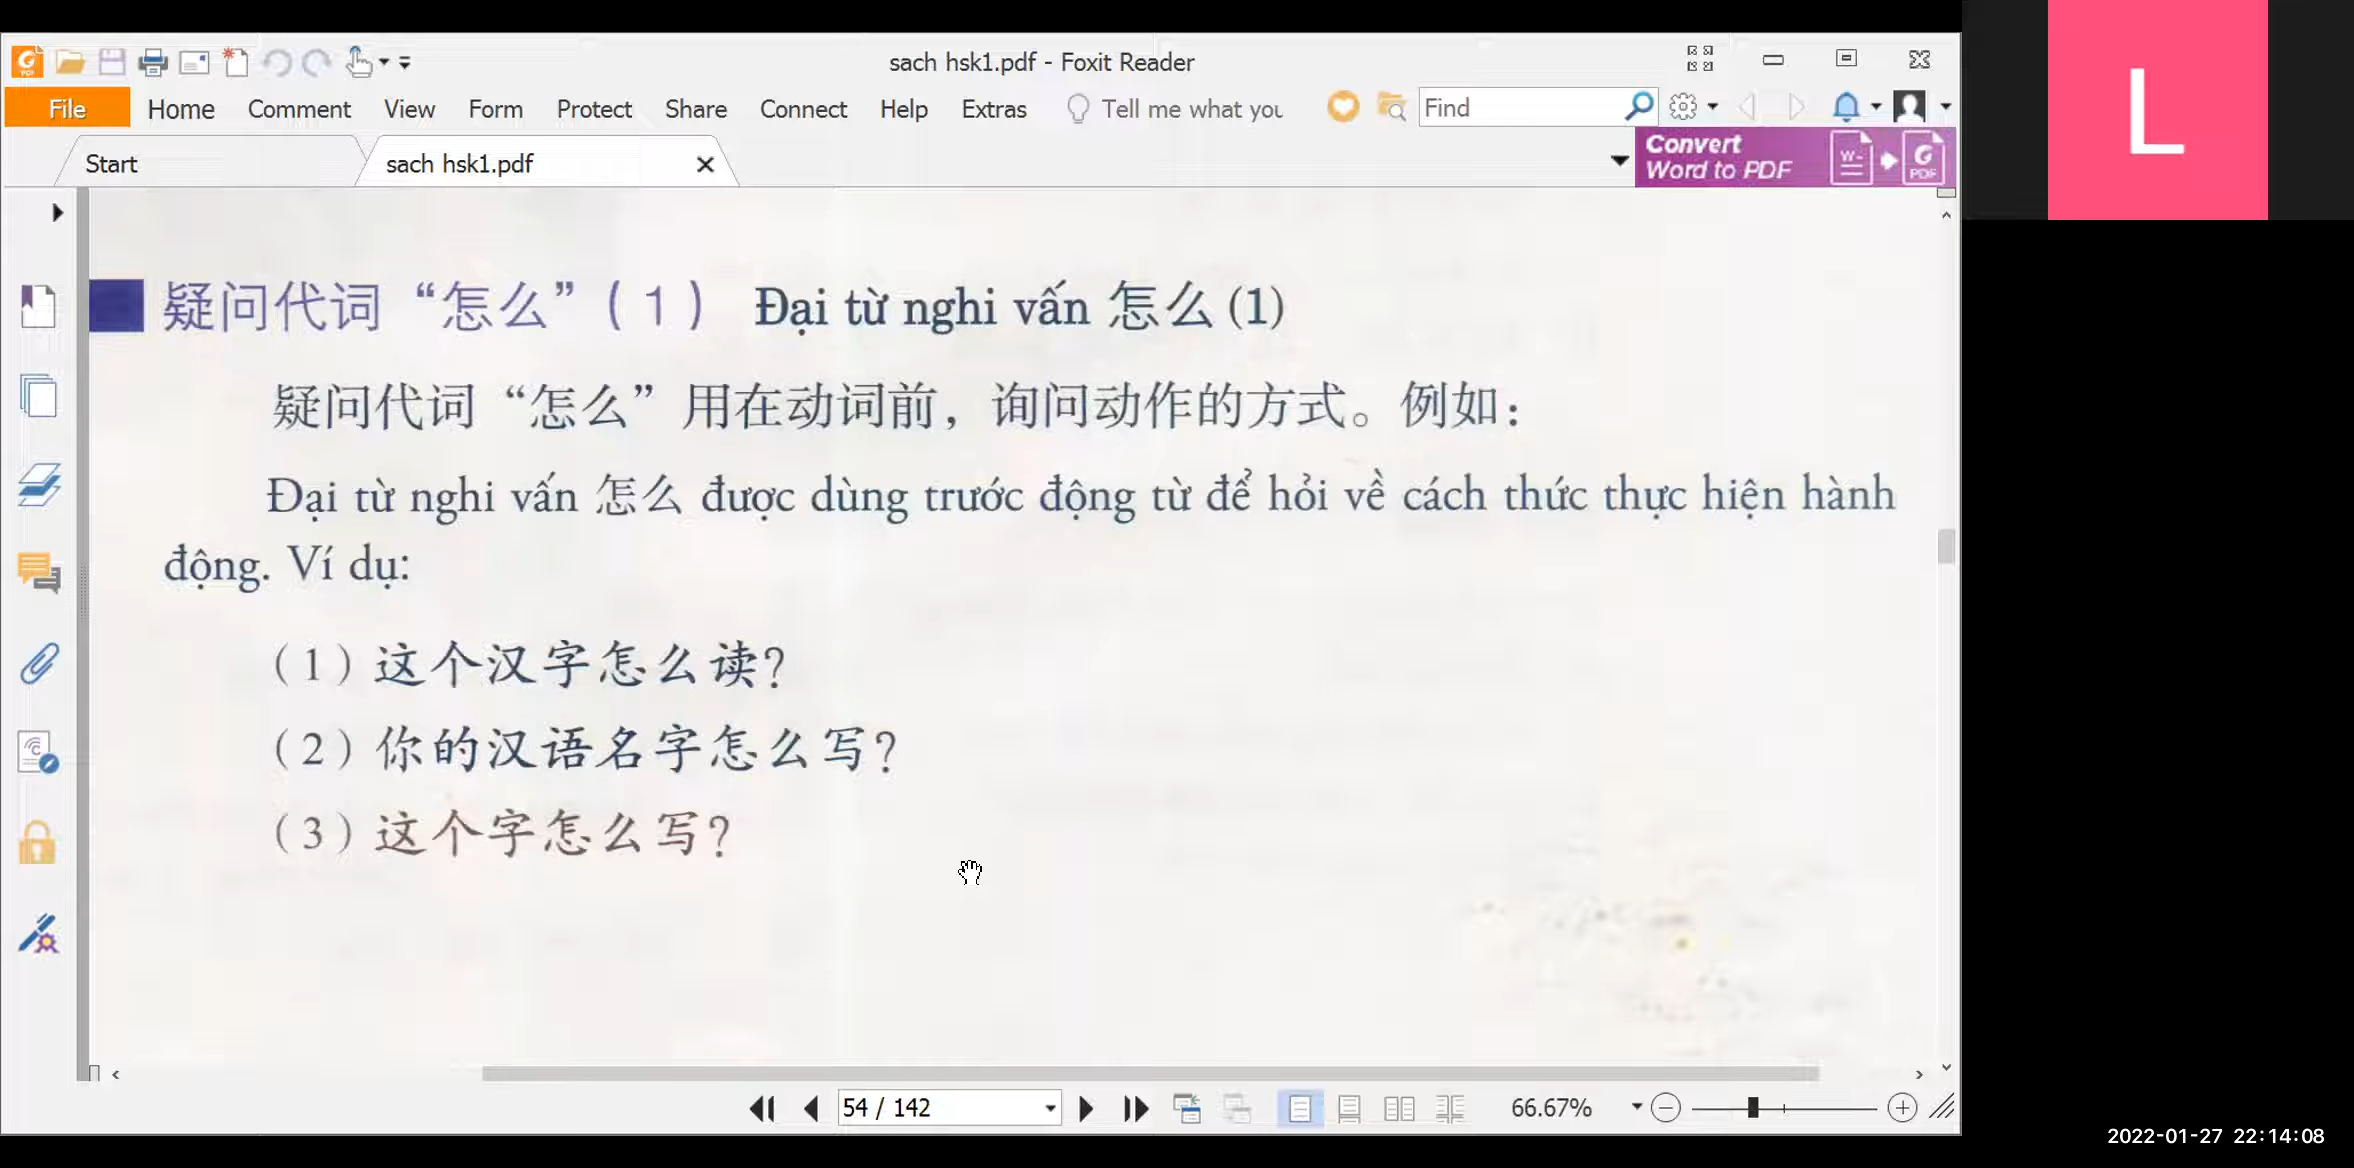 sach hsk1.pdf - Foxit Reader
File Home Comment View Form Protect Share Connect Help Extras Tell me what you Find
Start sach hsk1.pdf
Convert
Word to PDF
L
疑问代词“怎么”(1) Đại từ nghi vấn 怎么 (1)
疑问代词“怎么”用在动词前，询问动作的方式。例如：
Đại từ nghi vấn 怎么 được dùng trước động từ để hỏi về cách thức thực hiện hành
động. Ví dụ:
(1) 这个汉字怎么读？
(2) 你的汉语名字怎么写？
(3) 这个字怎么写？
54 / 142 66.67%
2022-01-27 22:14:08